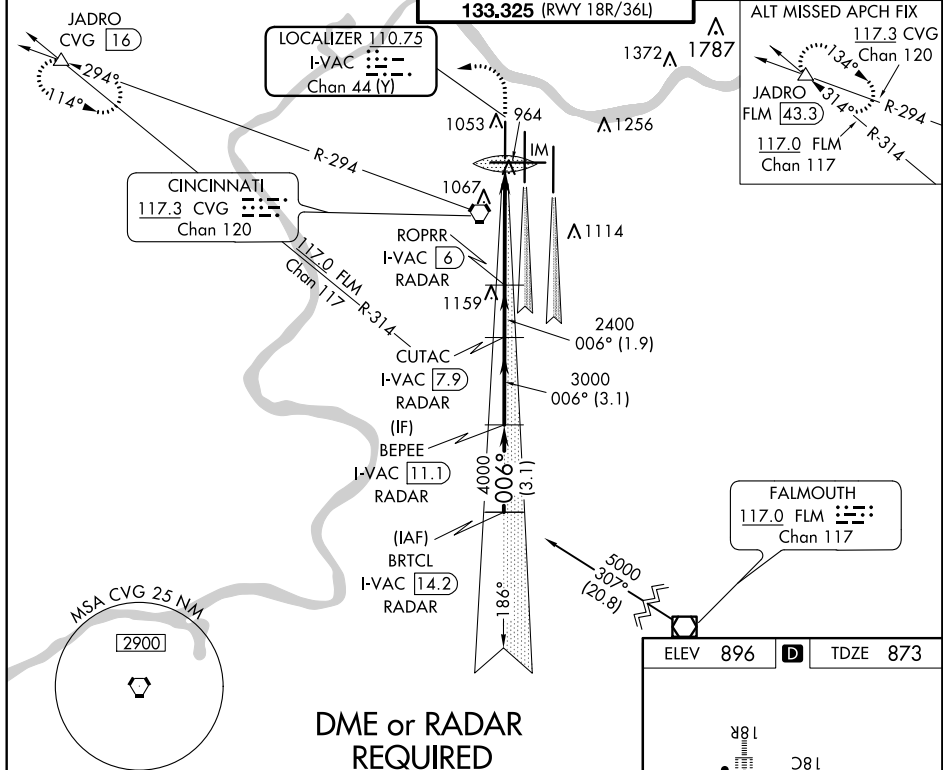 133.325 (RWY 18R/36L)
JADRO
CVG 16
294°
114°
LOCALIZER 110.75
I-VAC
Chan 44 (Y)
1372
1787
ALT MISSED APCH FIX
117.3 CVG
Chan 120
134°
JADRO
FLM 43.3
314°
R-294
R-314
117.0 FLM
Chan 117
1053
964
1256
IM
R-294
CINCINNATI
117.3 CVG
Chan 120
1067
1114
ROPRR
I-VAC 6
RADAR
117.0 FLM
Chan 117
R-314
1159
2400
006° (1.9)
CUTAC
I-VAC 7.9
RADAR
3000
006° (3.1)
(IF)
BEPEE
I-VAC 11.1
RADAR
4000
006°
(3.1)
(IAF)
BRTCL
I-VAC 14.2
RADAR
186°
FALMOUTH
117.0 FLM
Chan 117
5000
307°
(20.8)
MSA CVG 25 NM
2900
ELEV 896 D TDZE 873
DME or RADAR
REQUIRED
18R
18C